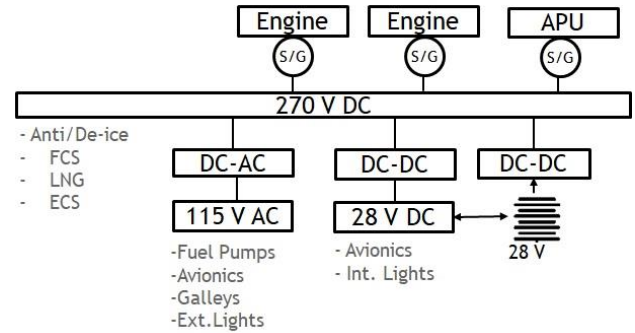 Engine Engine APU
S/G S/G S/G
270 V DC
- Anti/De-ice
- FCS
- LNG
- ECS
DC-AC DC-DC DC-DC
115 V AC 28 V DC
28 V
-Fuel Pumps
-Avionics
-Galleys
-Ext.Lights
- Avionics
- Int. Lights